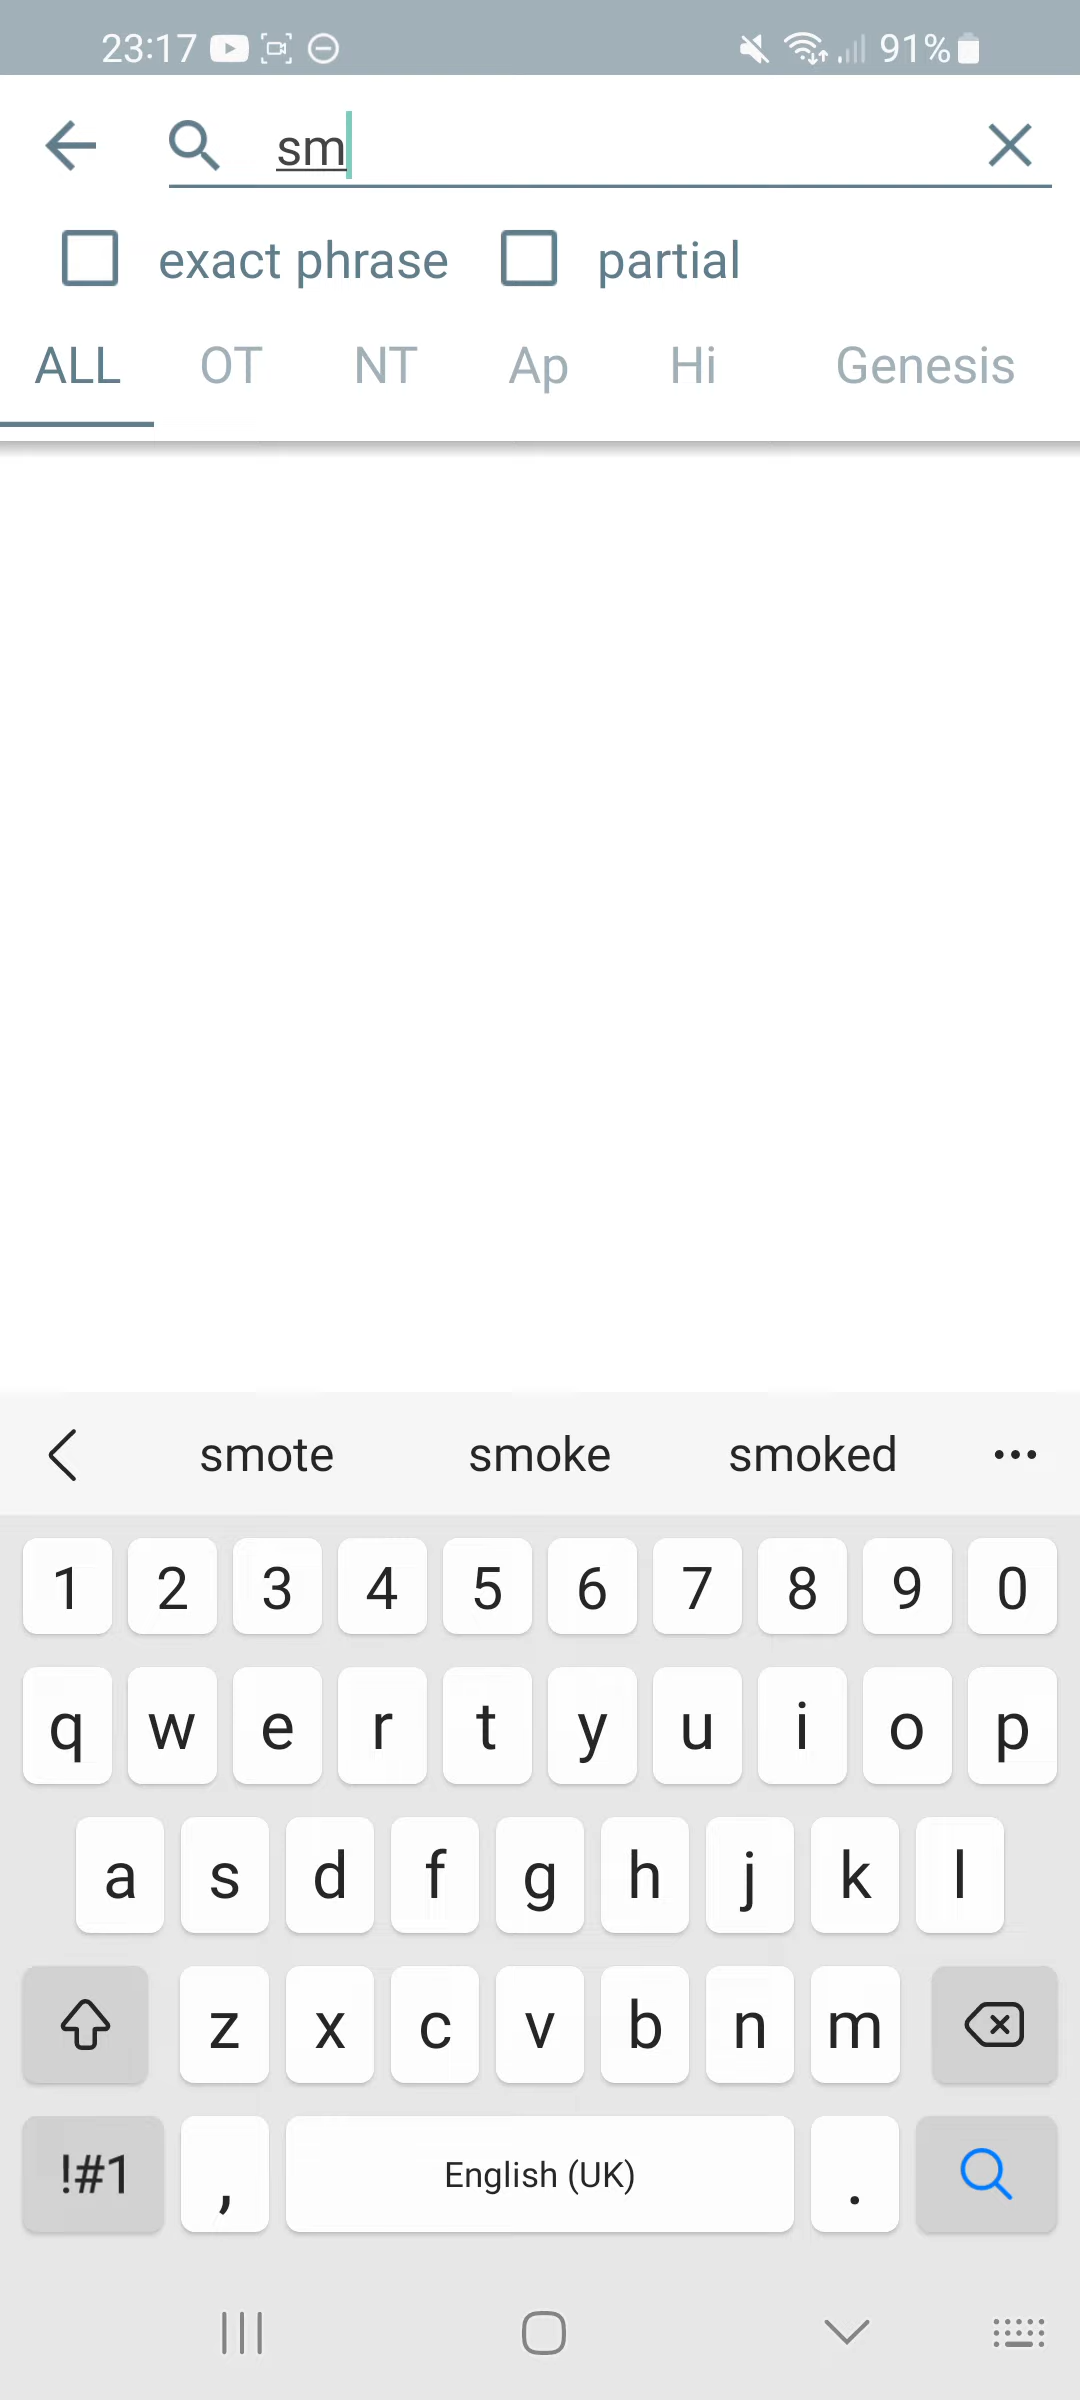 23:17 91%
sm
exact phrase partial
ALL OT NT Ap Hi Genesis
smote smoke smoked
1 2 3 4 5 6 7 8 9 0
q w e r t y u i o p
a s d f g h j k l
z x c v b n m
!#1 , English (UK) .